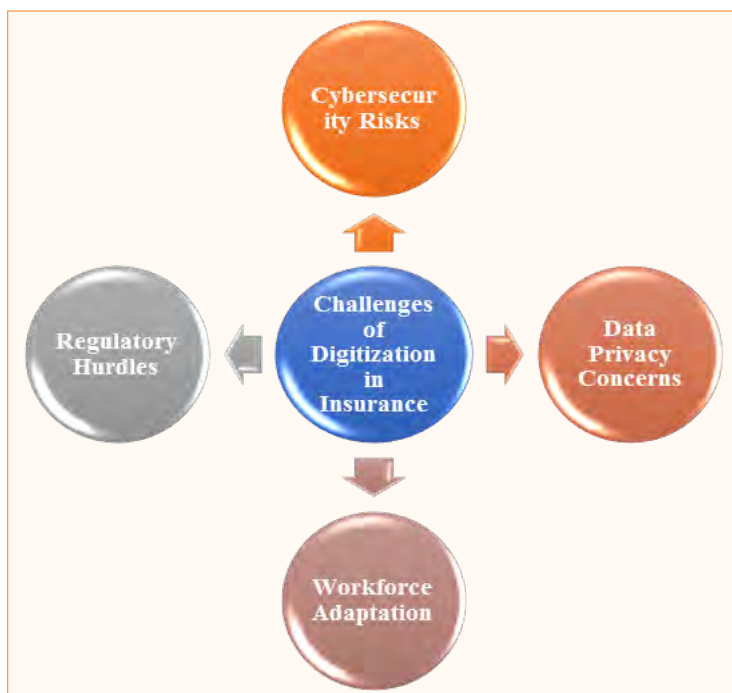 Cybersecur
ity Risks
Regulatory
Hurdles
Challenges
of
Digitization
in
Insurance
Data
Privacy
Concerns
Workforce
Adaptation